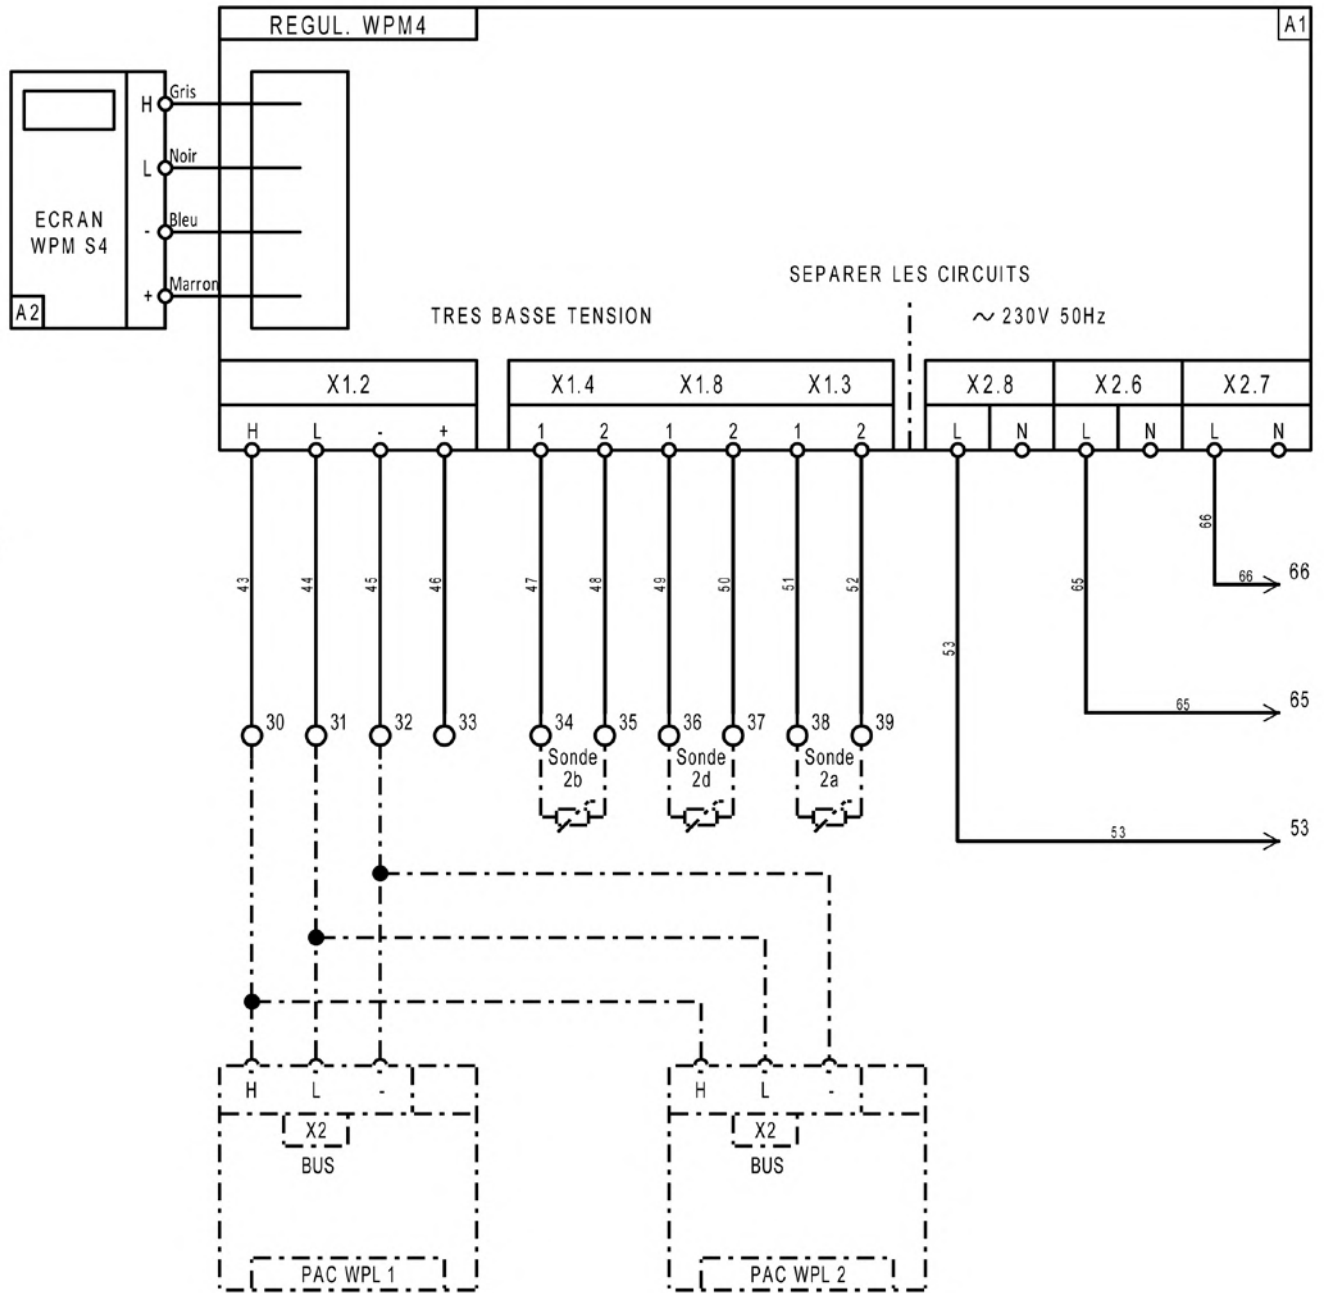 REGUL. WPM4
A1
H Gris
L Noir
ECRAN
WPM S4
- Bleu
+ Marron
A2
SEPARER LES CIRCUITS
TRES BASSE TENSION
~ 230V 50Hz
X1.2 X1.4 X1.8 X1.3 X2.8 X2.6 X2.7
H L - + 1 2 1 2 1 2 L N L N L N
66
66 66
43 44 45 46 47 48 49 50 51 52 65
53
65 65
30 31 32 33 34 35 36 37 38 39
Sonde Sonde Sonde
2b 2d 2a
53 53
H L - H L -
X2 X2
BUS BUS
PAC WPL 1 PAC WPL 2